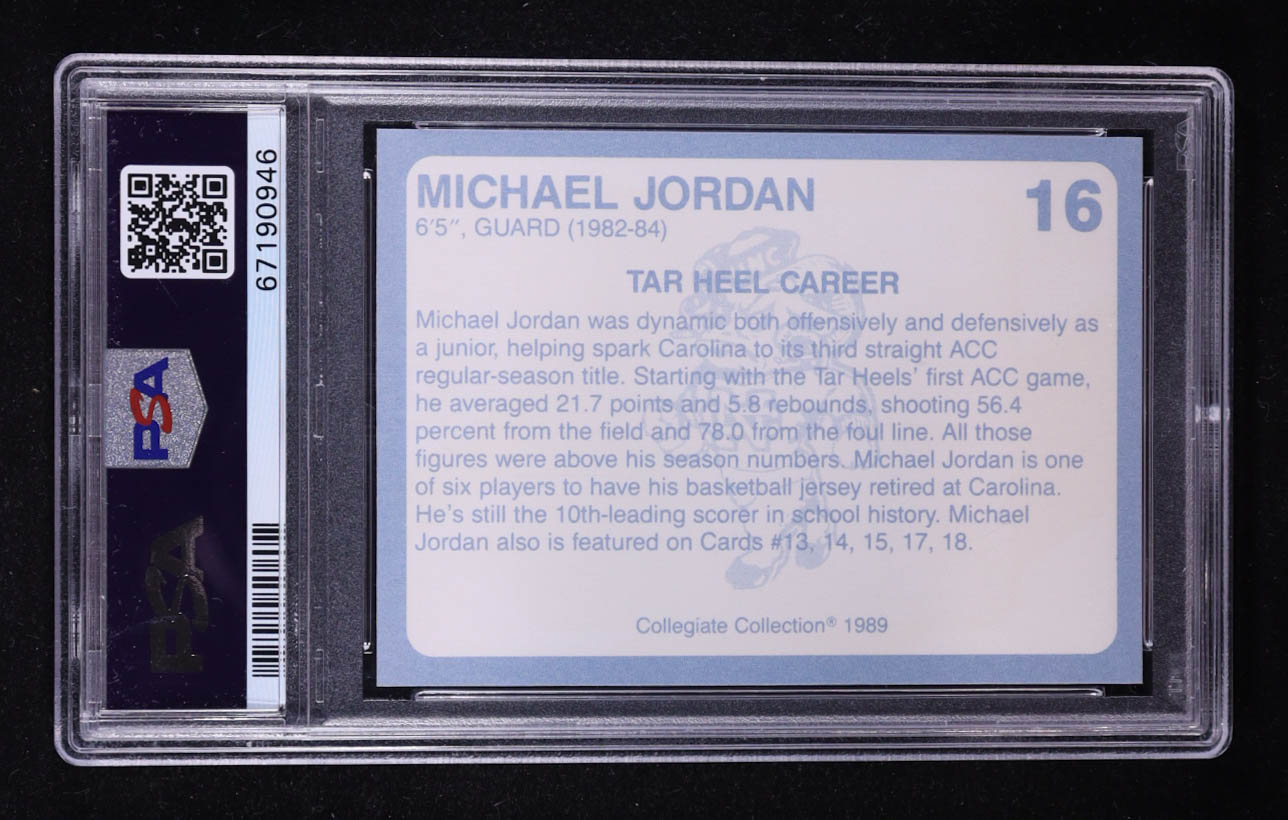 MICHAEL JORDAN
16
6'5", GUARD (1982-84)
TAR HEEL CAREER
Michael Jordan was dynamic both offensively and defensively as
a junior, helping spark Carolina to its third straight ACC
regular-season title. Starting with the Tar Heels' first ACC game,
he averaged 21.7 points and 5.8 rebounds, shooting 56.4
percent from the field and 78.0 from the foul line. All those
figures were above his season numbers. Michael Jordan is one
of six players to have his basketball jersey retired at Carolina.
He's still the 10th-leading scorer in school history. Michael
Jordan also is featured on Cards #13, 14, 15, 17, 18.
Collegiate Collection® 1989
67190946
PSA
PSA
PSA